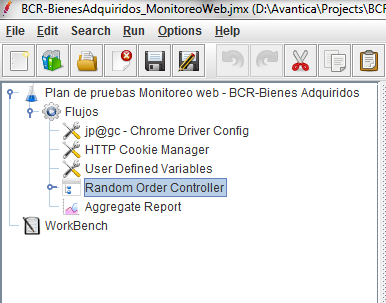 BCR-BienesAdquiridos_MonitoreoWeb.jmx (D:\Avantica\Projects\BCR
File Edit Search Run Options Help
Plan de pruebas Monitoreo web - BCR-Bienes Adquiridos
Flujos
jp@gc - Chrome Driver Config
HTTP Cookie Manager
User Defined Variables
Random Order Controller
Aggregate Report
WorkBench